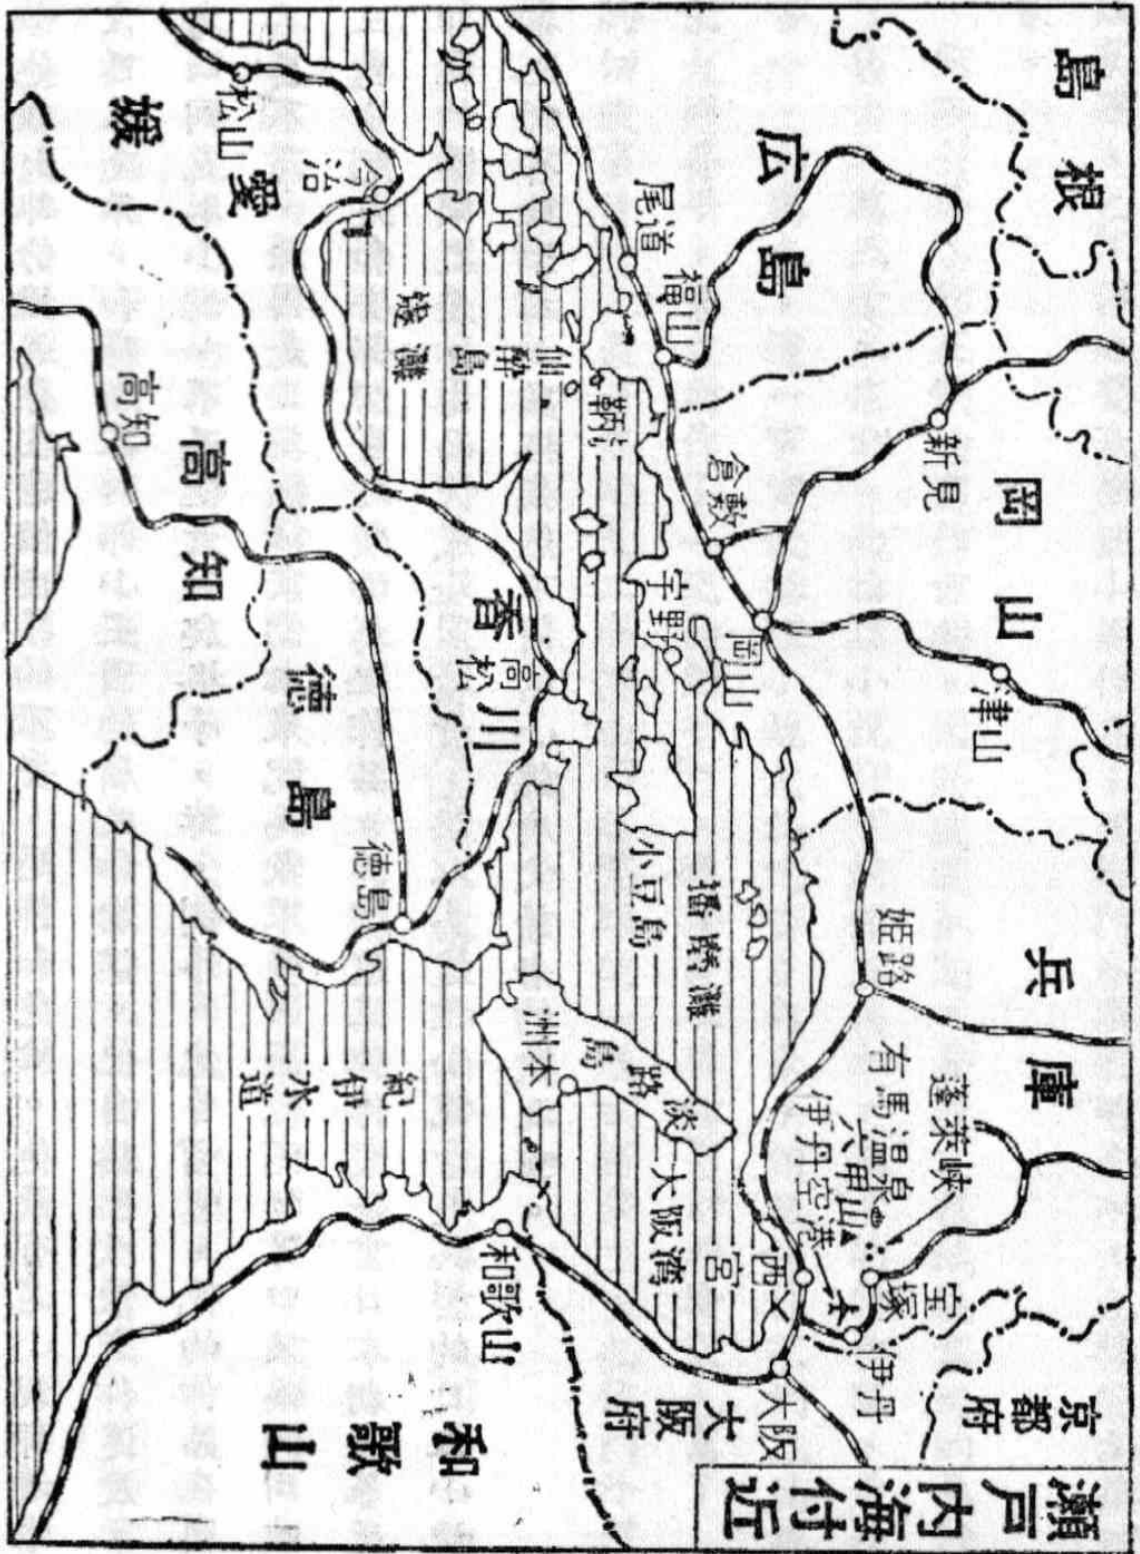 瀬戸内海付近
島根
広島
岡山
兵庫
京都府
大阪府
和歌山
愛媛
高知
香川
徳島
松山
今治
尾道
福山
新見
倉敷
岡山
津山
宇野
鞆
仙酔島
燧灘
高知
高松
徳島
小豆島
播磨灘
姫路
有馬温泉
蓬莱峡
六甲山
伊丹空港
宝塚
伊丹
西宮
大阪
大阪湾
淡路島
洲本
紀伊水道
和歌山